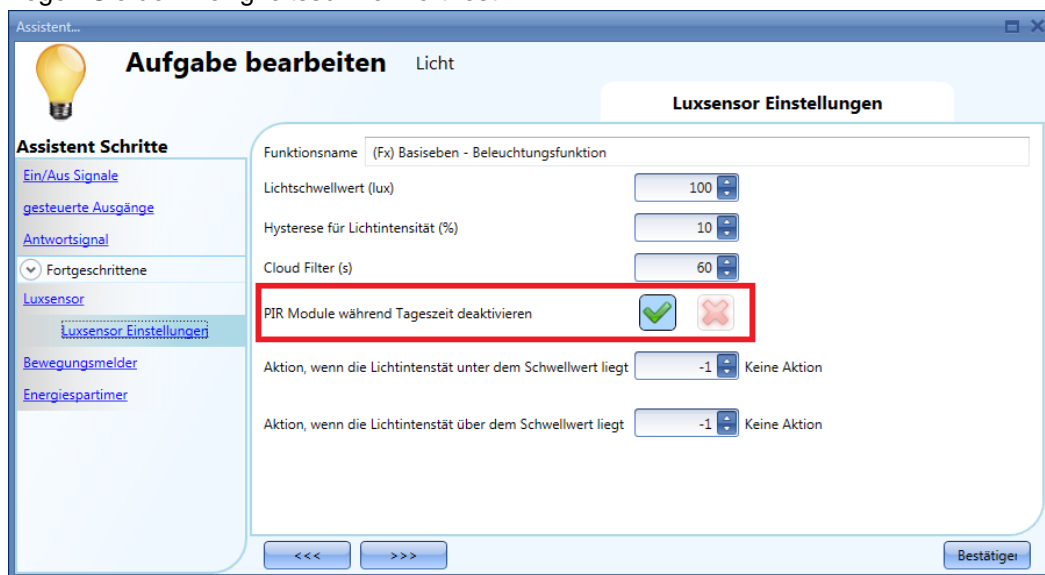 Assistent...
Aufgabe bearbeiten Licht
Luxsensor Einstellungen
Assistent Schritte
Ein/Aus Signale
gesteuerte Ausgänge
Antwortsignal
Fortgeschrittene
Luxsensor
Luxsensor Einstellungen
Bewegungsmelder
Energiespartimer
Funktionsname (Fx) Basiseben - Beleuchtungsfunktion
Lichtschwellwert (lux) 100
Hysterese für Lichtintensität (%) 10
Cloud Filter (s) 60
PIR Module während Tageszeit deaktivieren
Aktion, wenn die Lichtintenstät unter dem Schwellwert liegt -1 Keine Aktion
Aktion, wenn die Lichtintenstät über dem Schwellwert liegt -1 Keine Aktion
<<< >>>
Bestätiger